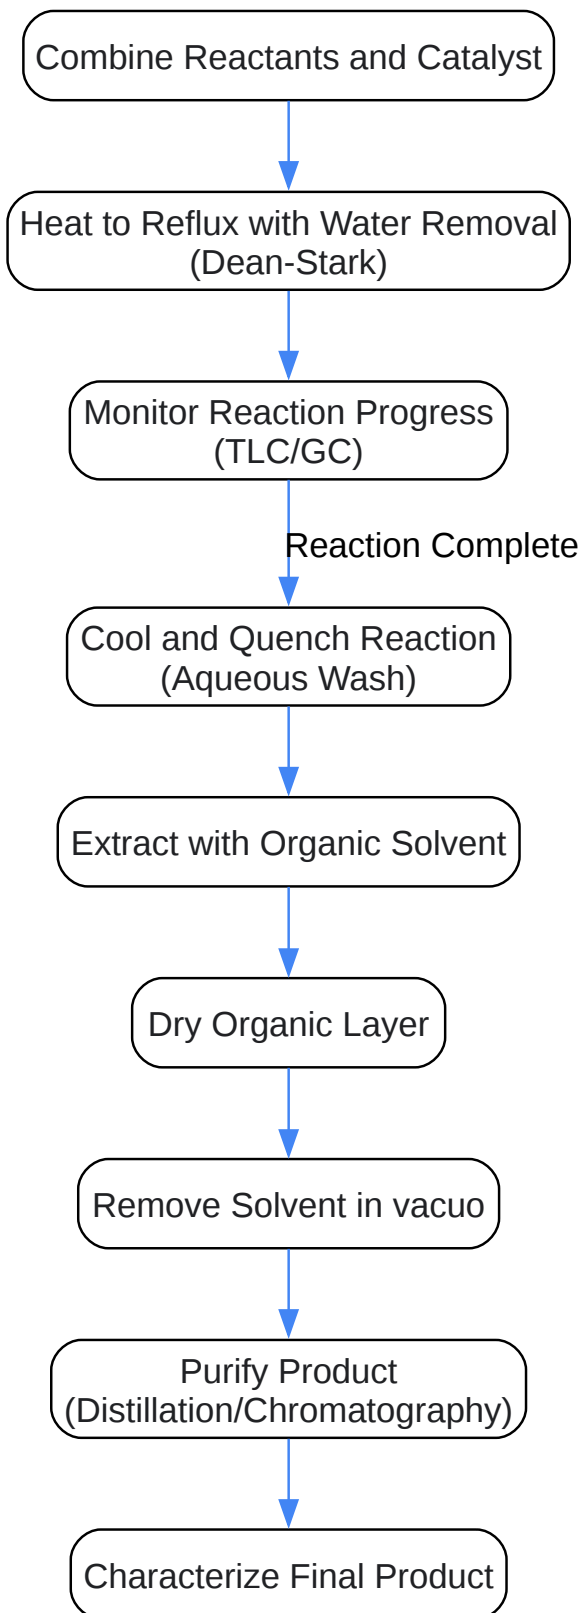 Combine Reactants and Catalyst
Heat to Reflux with Water Removal
(Dean-Stark)
Monitor Reaction Progress
(TLC/GC)
Reaction Complete
Cool and Quench Reaction
(Aqueous Wash)
Extract with Organic Solvent
Dry Organic Layer
Remove Solvent in vacuo
Purify Product
(Distillation/Chromatography)
Characterize Final Product